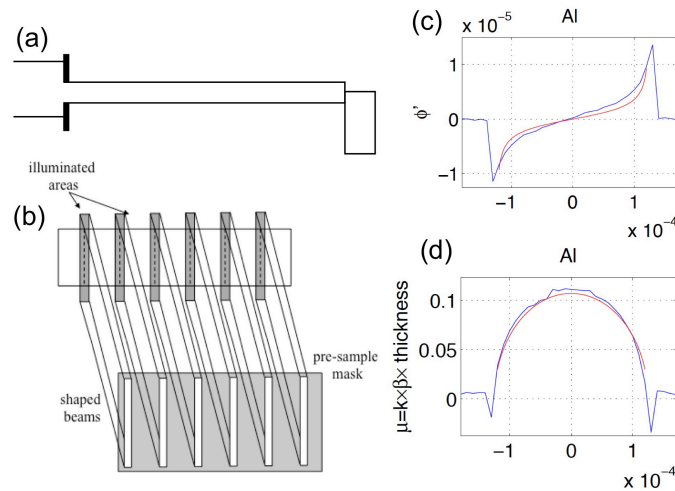 (a)
illuminated
areas
(b)
shaped
beams
pre-sample
mask
(c)
Al
x 10⁻⁵
1
0
−1
ϕ'
−1
0
1
x 10⁻⁴
(d)
Al
0.1
0.05
0
μ=k×β× thickness
−1
0
1
x 10⁻⁴